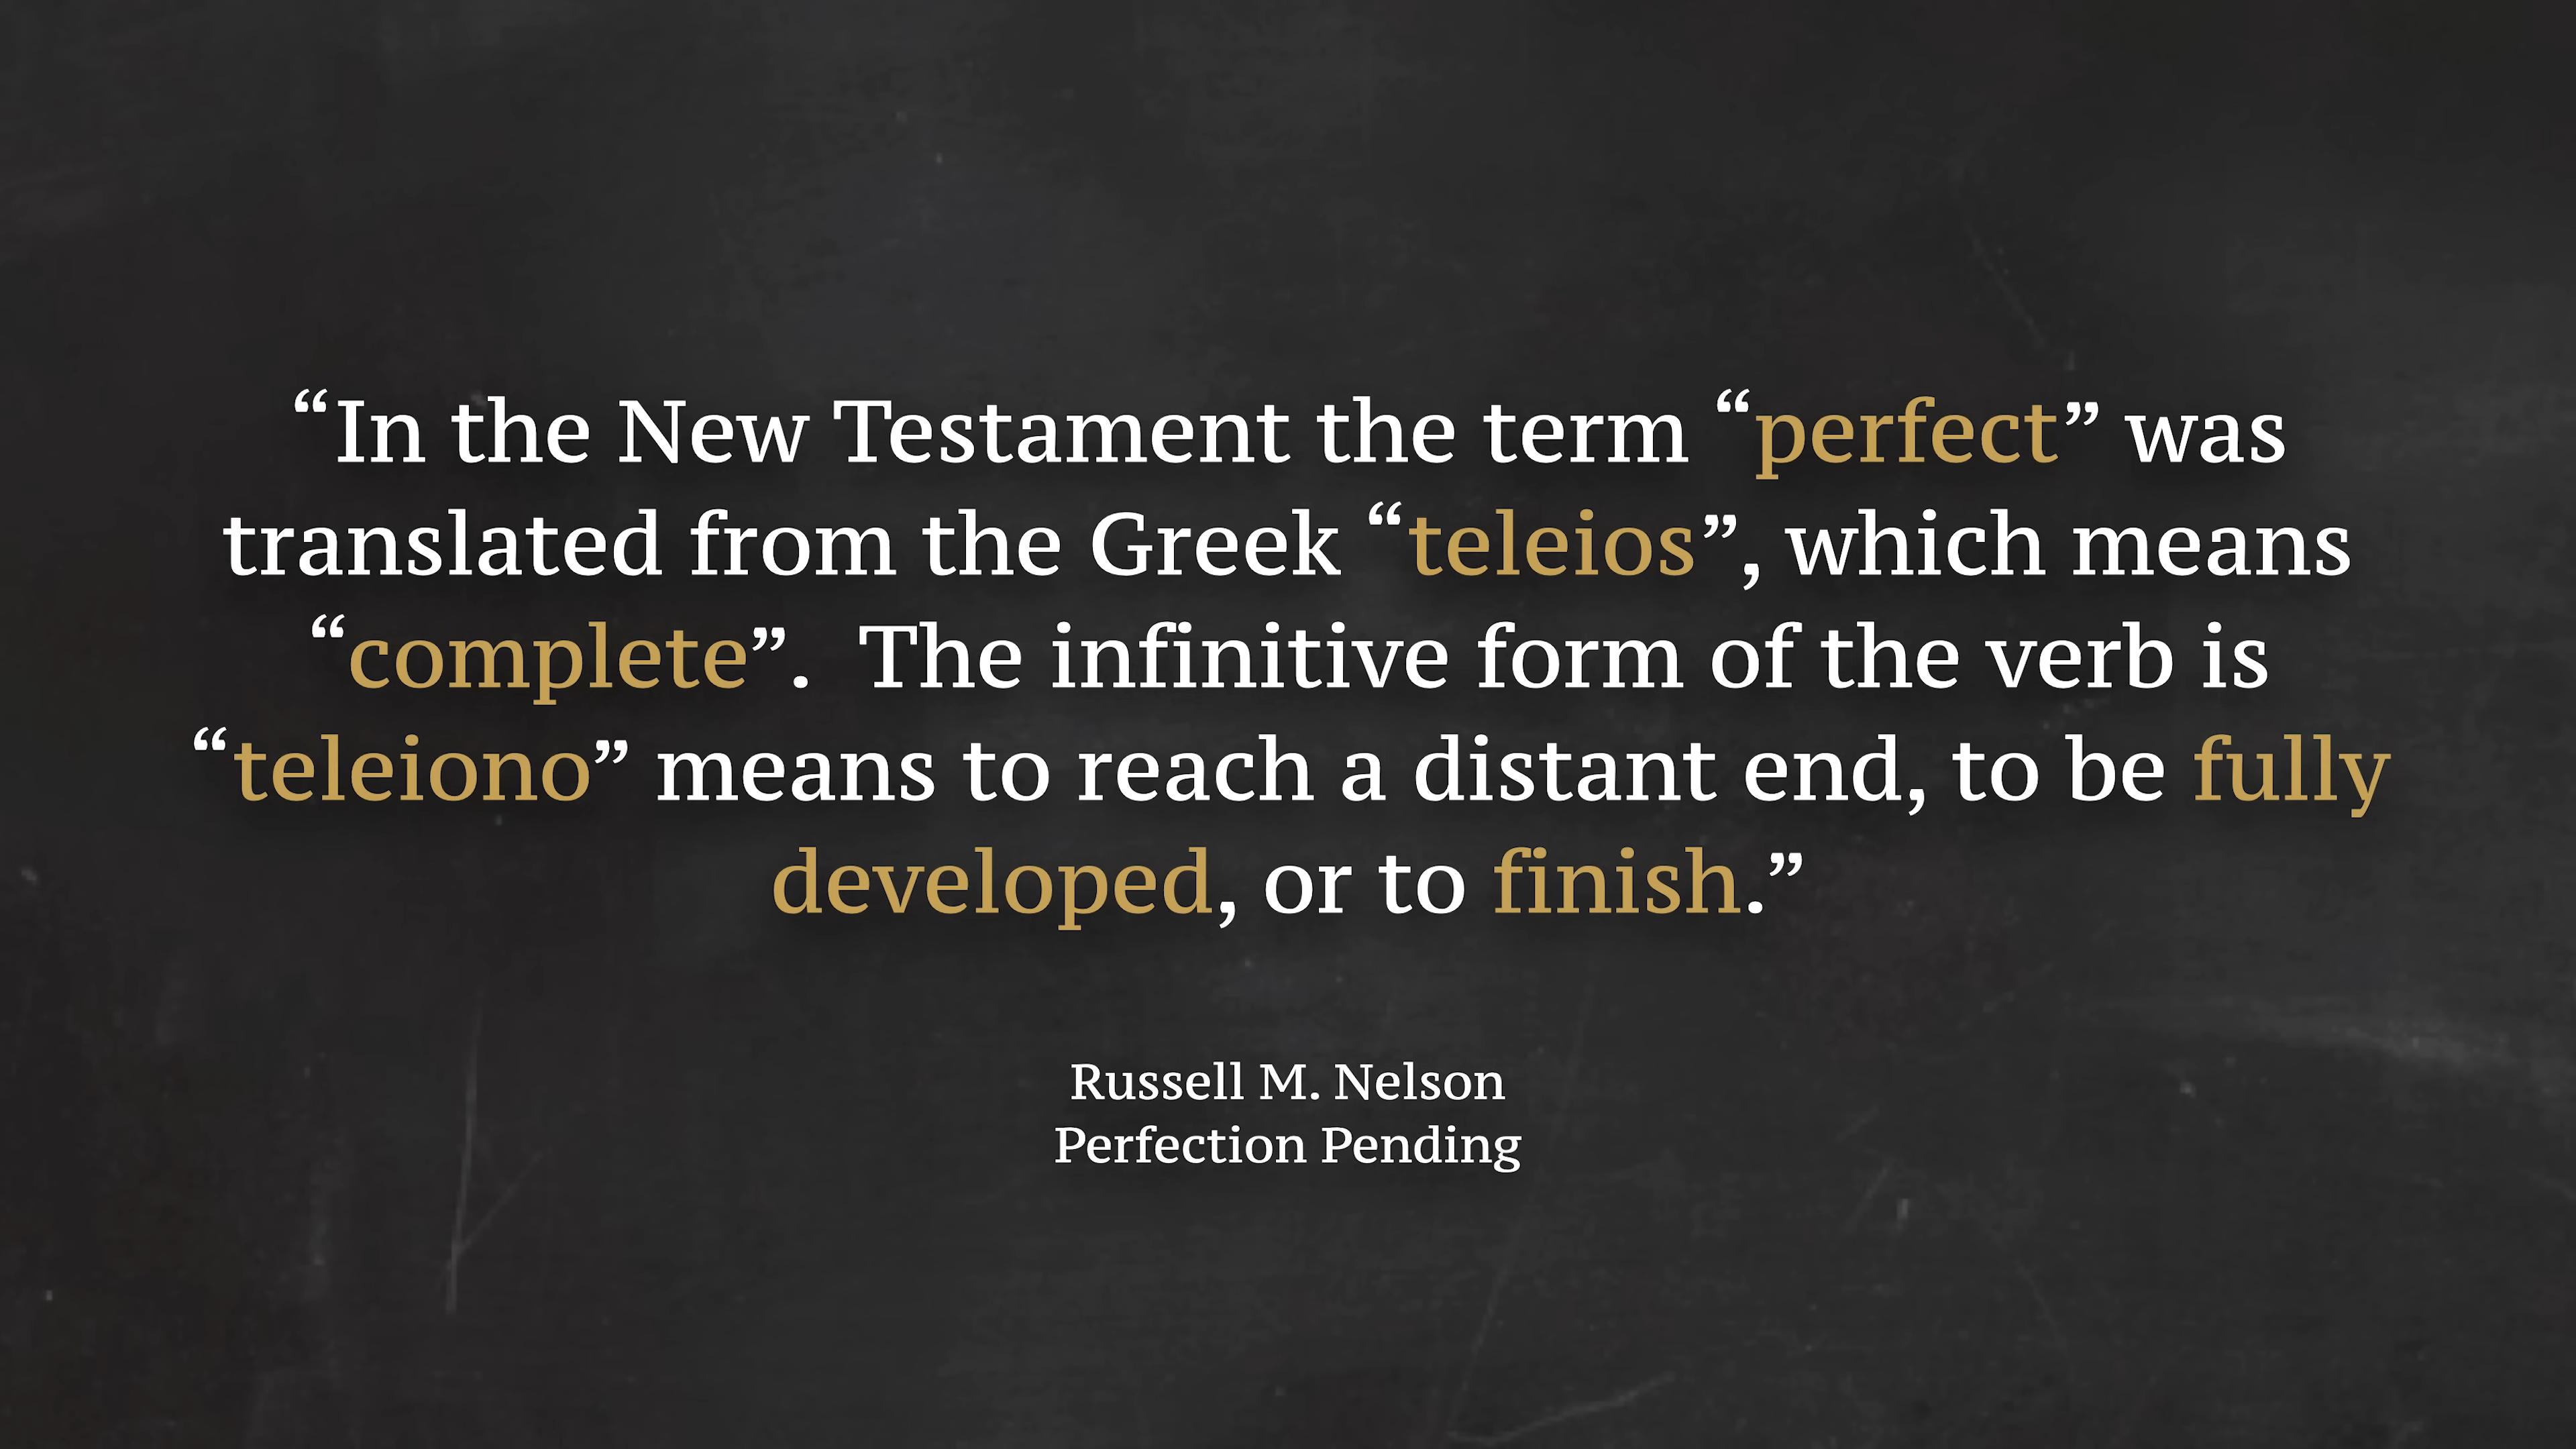 “In the New Testament the term “perfect” was
translated from the Greek “teleios”, which means
“complete”.  The infinitive form of the verb is
“teleiono” means to reach a distant end, to be fully
developed, or to finish.”
Russell M. Nelson
Perfection Pending